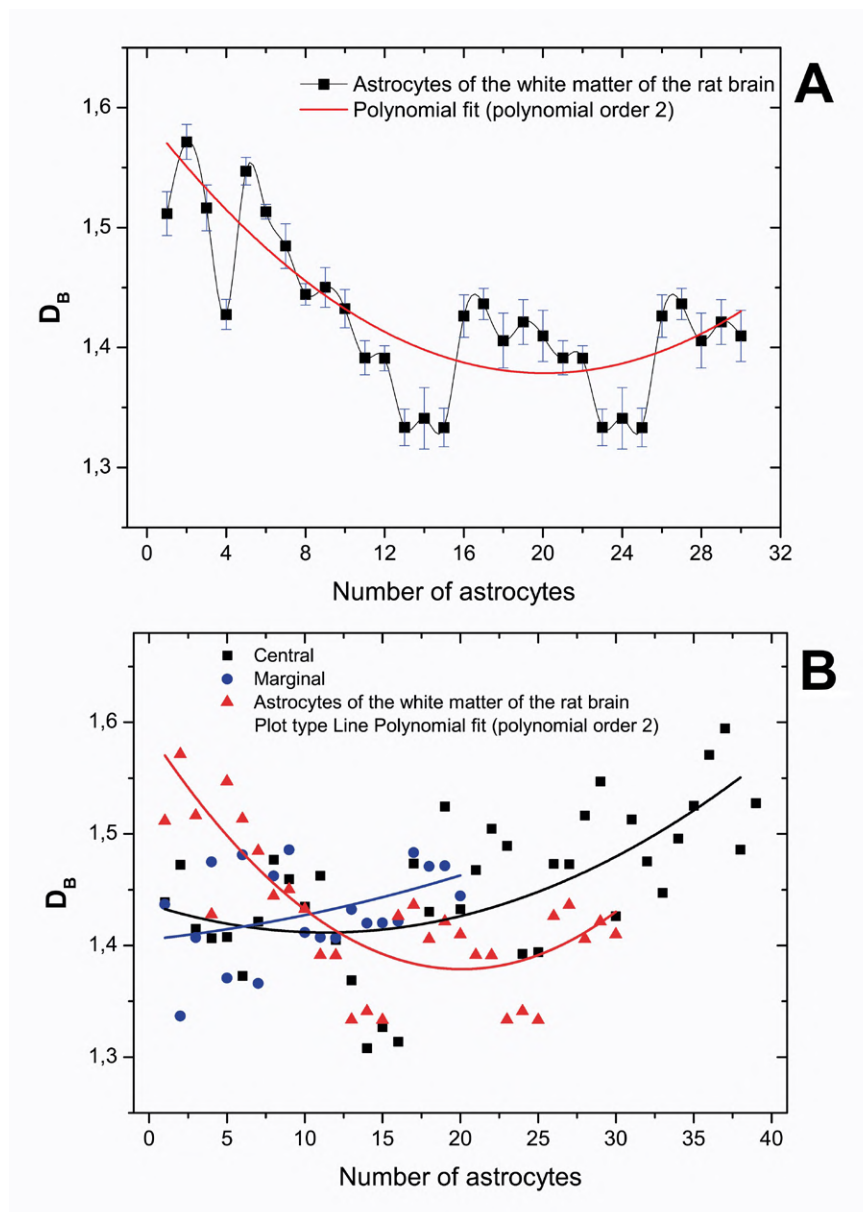 A
Astrocytes of the white matter of the rat brain
Polynomial fit (polynomial order 2)
1,6
1,5
1,4
1,3
D_B
0 4 8 12 16 20 24 28 32
Number of astrocytes
B
Central
Marginal
Astrocytes of the white matter of the rat brain
Plot type Line Polynomial fit (polynomial order 2)
1,6
1,5
1,4
1,3
D_B
0 5 10 15 20 25 30 35 40
Number of astrocytes